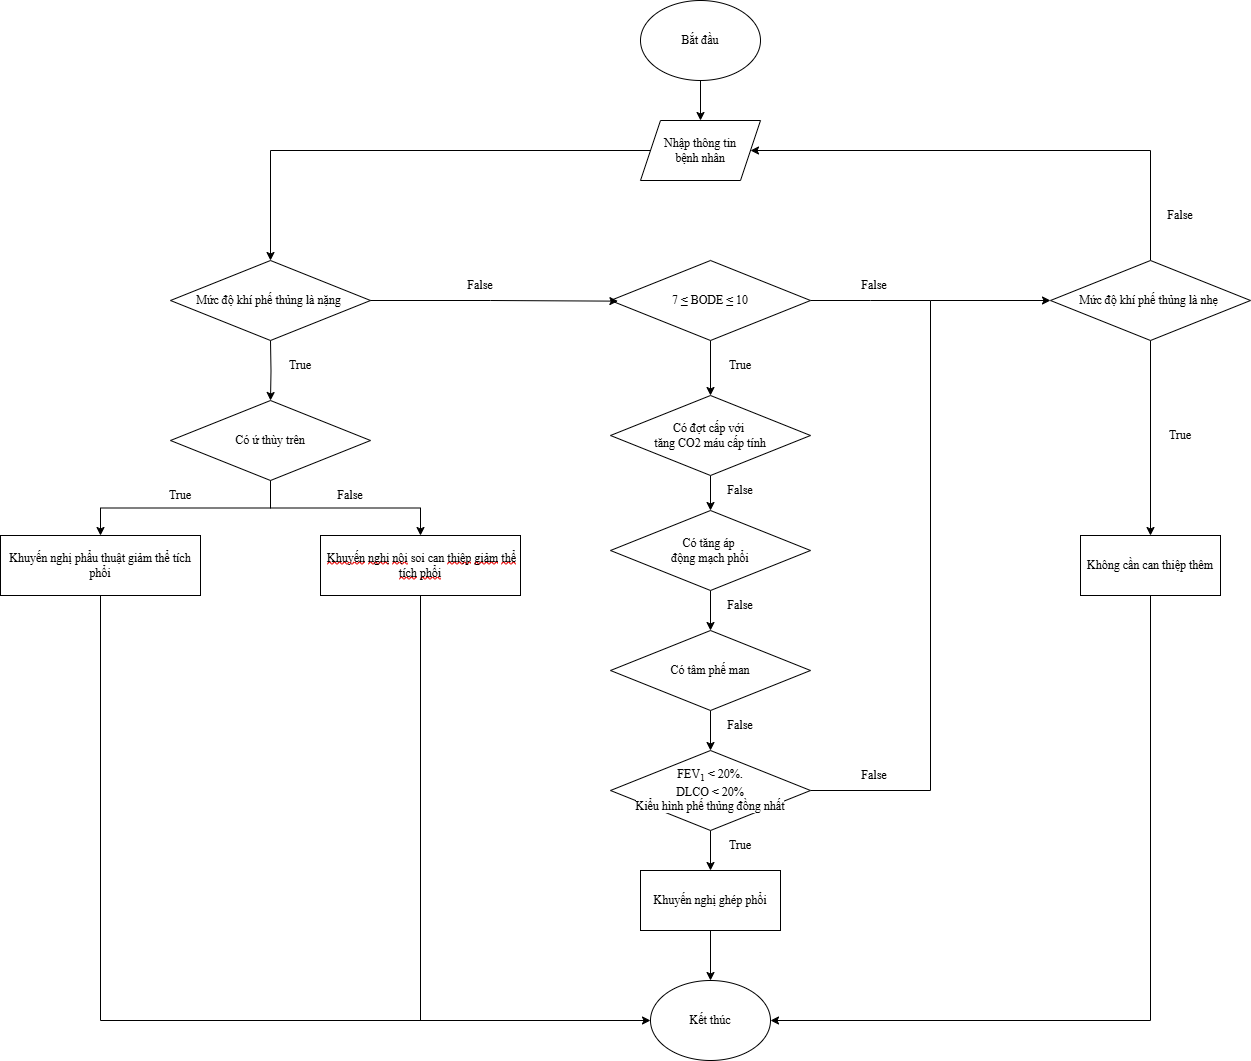 Bắt đầu
Nhập thông tin
bệnh nhân
False
Mức độ khí phế thủng là nặng
False
7 ≤ BODE ≤ 10
False
Mức độ khí phế thủng là nhẹ
True
True
Có ứ thùy trên
Có đợt cấp với
tăng CO2 máu cấp tính
True
True
False
False
Khuyến nghị phẩu thuật giảm thể tích
phổi
Khuyến nghị nội soi can thiệp giảm thể
tích phổi
Có tăng áp
động mạch phổi
Không cần can thiệp thêm
False
Có tâm phế man
False
FEV1 < 20%.
DLCO < 20%
Kiểu hình phế thủng đồng nhất
False
True
Khuyến nghị ghép phổi
Kết thúc